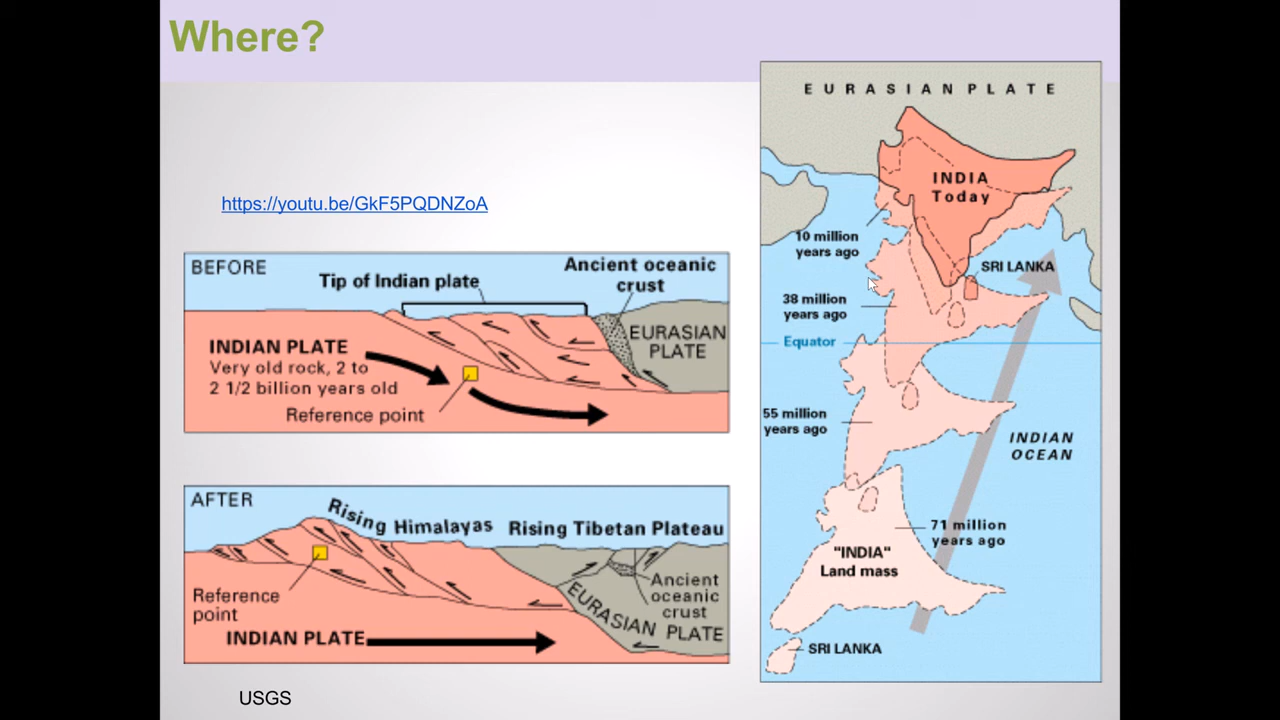 Where?
https://youtu.be/GkF5PQDNZoA
BEFORE
Tip of Indian plate
Ancient oceanic
crust
EURASIAN
PLATE
INDIAN PLATE
Very old rock, 2 to
2 1/2 billion years old
Reference point
AFTER
Rising Himalayas
Rising Tibetan Plateau
Reference
point
Ancient
oceanic
crust
EURASIAN PLATE
INDIAN PLATE
USGS
EURASIAN PLATE
INDIA
Today
10 million
years ago
SRI LANKA
38 million
years ago
Equator
55 million
years ago
INDIAN
OCEAN
71 million
years ago
"INDIA"
Land mass
SRI LANKA